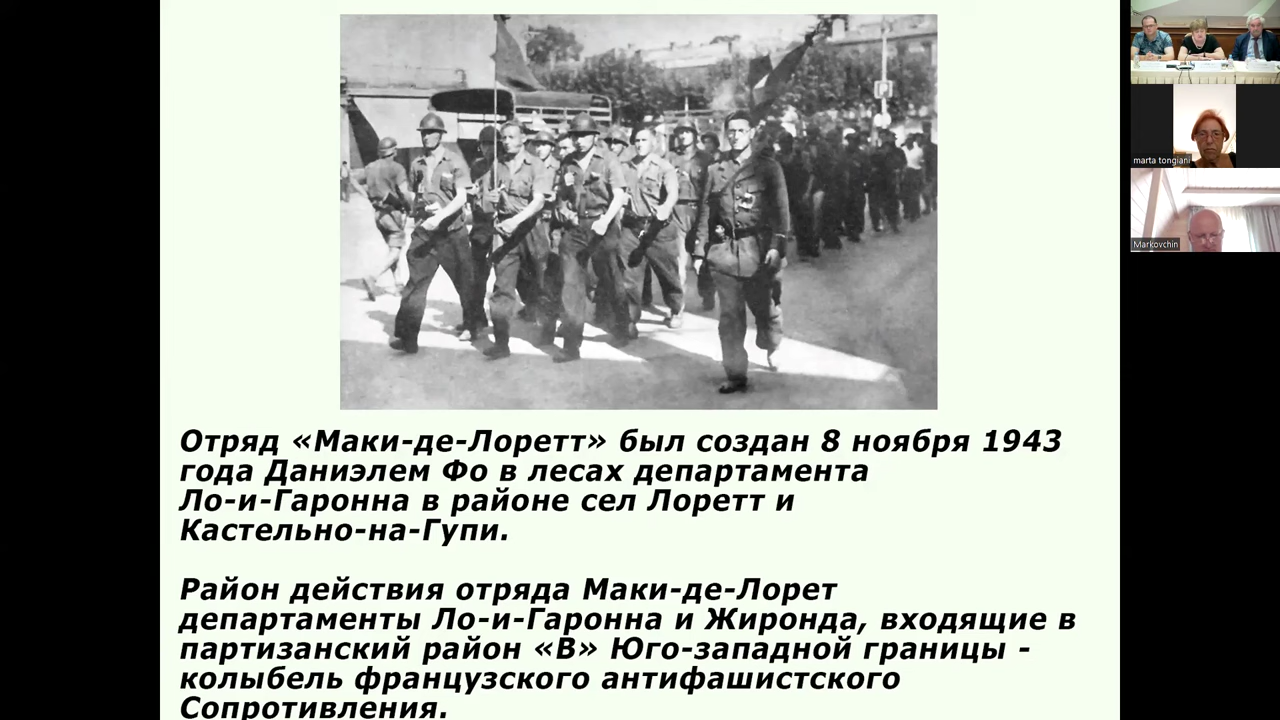 Отряд «Маки-де-Лоретт» был создан 8 ноября 1943
года Даниэлем Фо в лесах департамента
Ло-и-Гаронна в районе сел Лоретт и
Кастельно-на-Гупи.
Район действия отряда Маки-де-Лорет
департаменты Ло-и-Гаронна и Жиронда, входящие в
партизанский район «В» Юго-западной границы -
колыбель французского антифашистского
Сопротивления.
marta tongiani
Markovchin